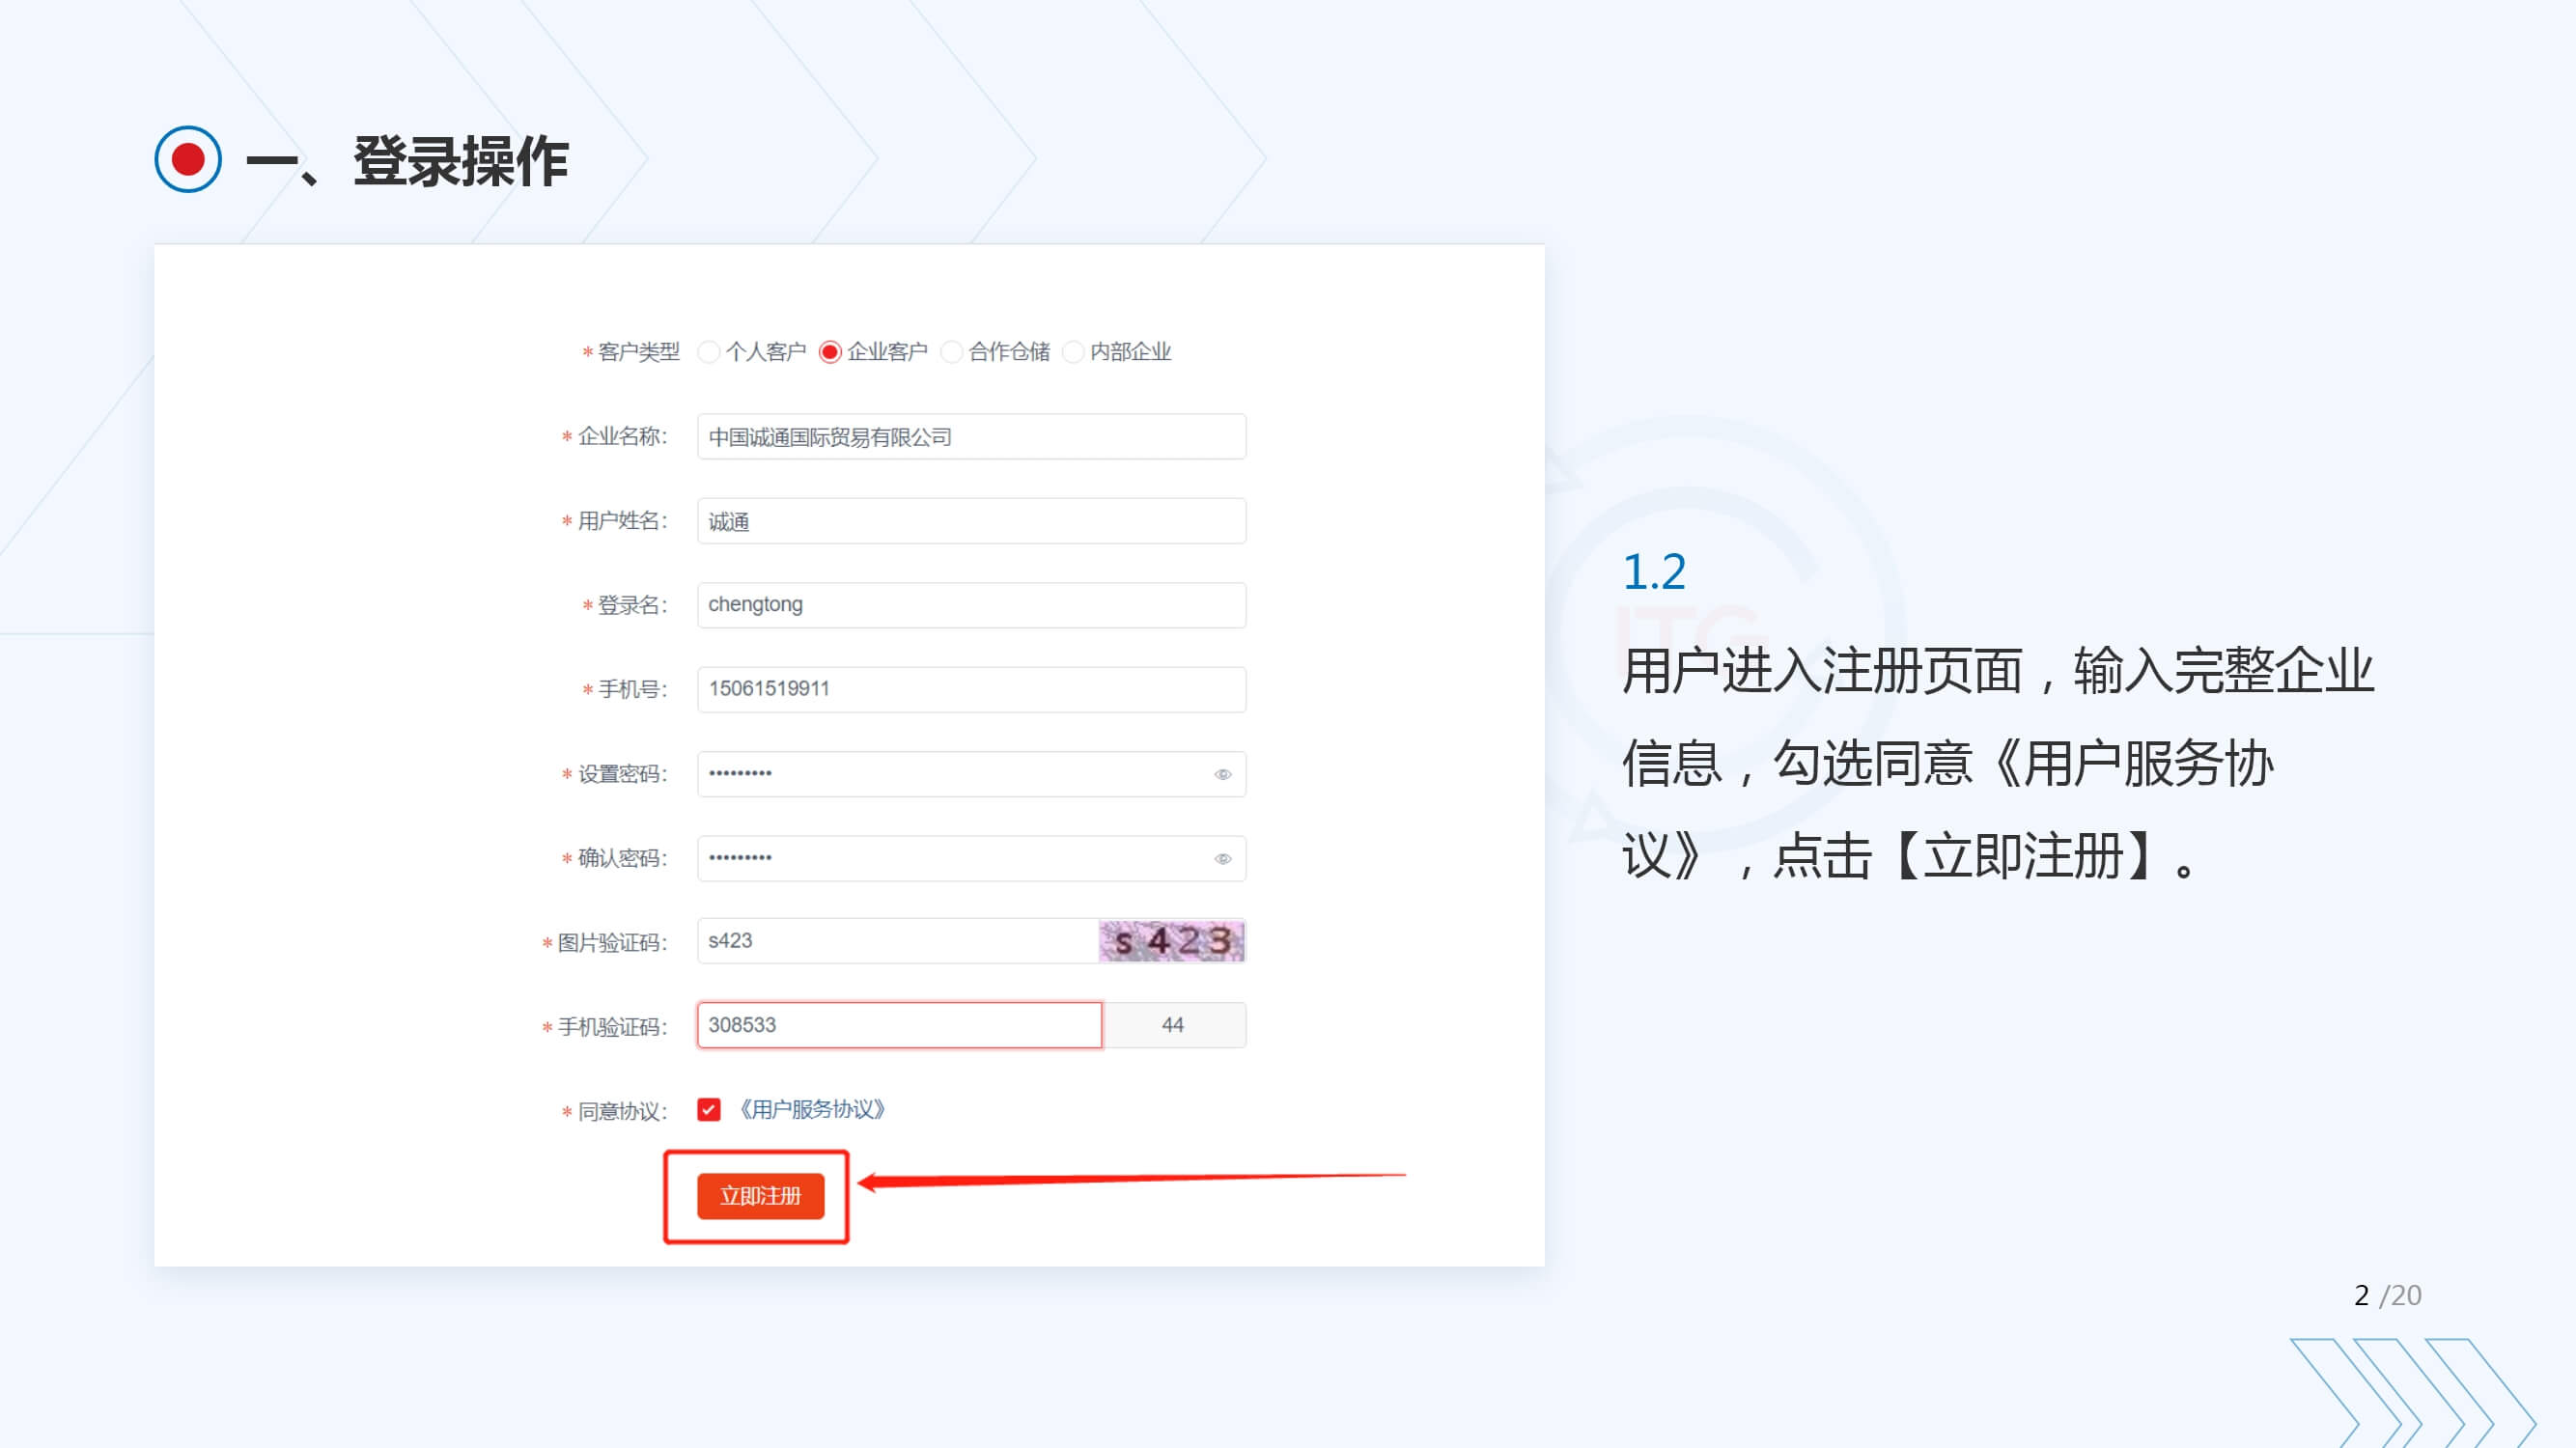 一、登录操作
* 客户类型 个人客户 企业客户 合作仓储 内部企业
* 企业名称： 中国诚通国际贸易有限公司
* 用户姓名： 诚通
* 登录名： chengtong
* 手机号： 15061519911
* 设置密码： •••••••••
* 确认密码： •••••••••
* 图片验证码： s423 s423
* 手机验证码： 308533 44
* 同意协议： 《用户服务协议》
立即注册
1.2
ITG
用户进入注册页面，输入完整企业
信息，勾选同意《用户服务协
议》，点击【立即注册】。
2 /20